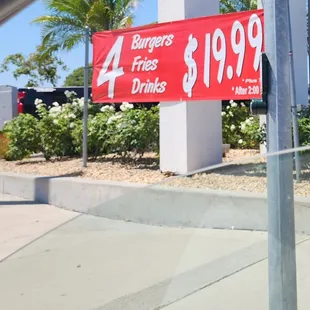 4 Burgers
Fries
Drinks
$19.99
*After 2:00